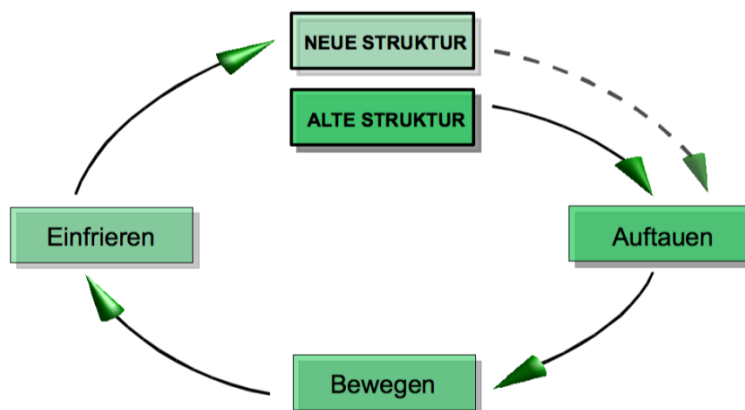 NEUE STRUKTUR
ALTE STRUKTUR
Einfrieren
Auftauen
Bewegen